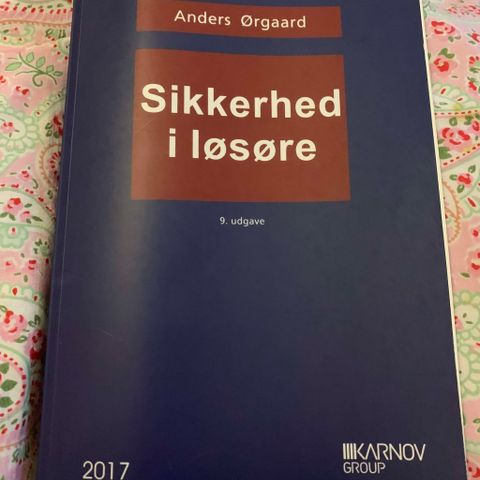 Anders Ørgaard
Sikkerhed
i løsøre
9. udgave
2017
KARNOV
GROUP